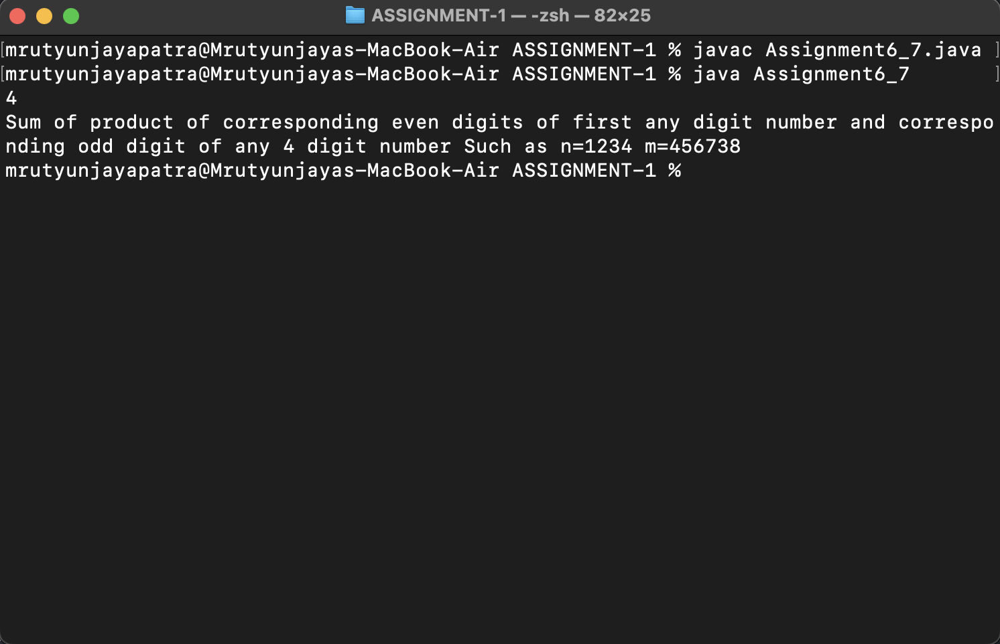 ASSIGNMENT-1 — -zsh — 82×25
[mrutyunjayapatra@Mrutyunjayas-MacBook-Air ASSIGNMENT-1 % javac Assignment6_7.java ]
[mrutyunjayapatra@Mrutyunjayas-MacBook-Air ASSIGNMENT-1 % java Assignment6_7 ]
4
Sum of product of corresponding even digits of first any digit number and correspo
nding odd digit of any 4 digit number Such as n=1234 m=456738
mrutyunjayapatra@Mrutyunjayas-MacBook-Air ASSIGNMENT-1 %